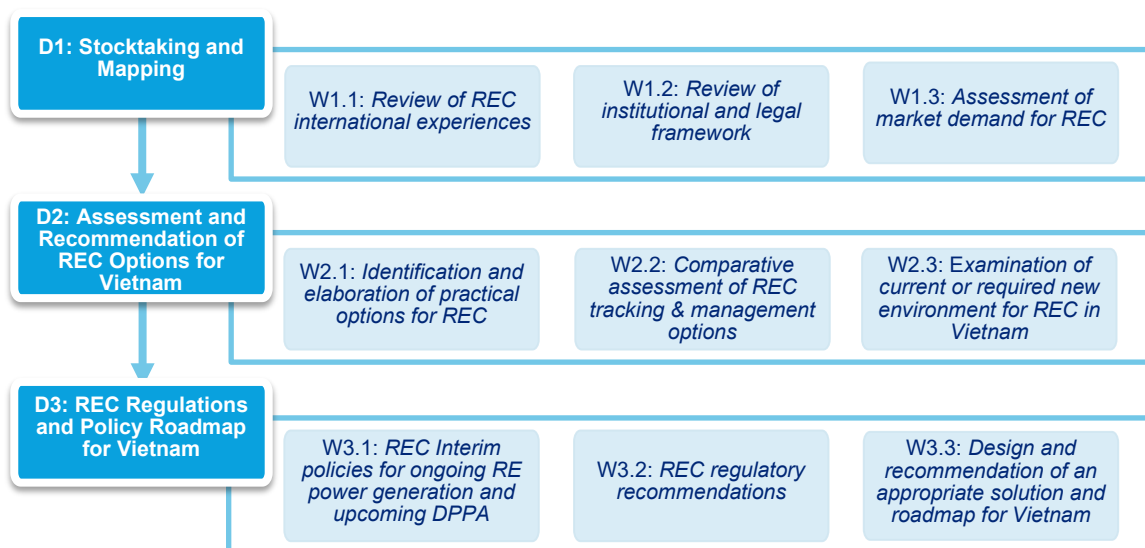 D1: Stocktaking and
Mapping
W1.1: Review of REC
international experiences
W1.2: Review of
institutional and legal
framework
W1.3: Assessment of
market demand for REC
D2: Assessment and
Recommendation of
REC Options for
Vietnam
W2.1: Identification and
elaboration of practical
options for REC
W2.2: Comparative
assessment of REC
tracking & management
options
W2.3: Examination of
current or required new
environment for REC in
Vietnam
D3: REC Regulations
and Policy Roadmap
for Vietnam
W3.1: REC Interim
policies for ongoing RE
power generation and
upcoming DPPA
W3.2: REC regulatory
recommendations
W3.3: Design and
recommendation of an
appropriate solution and
roadmap for Vietnam